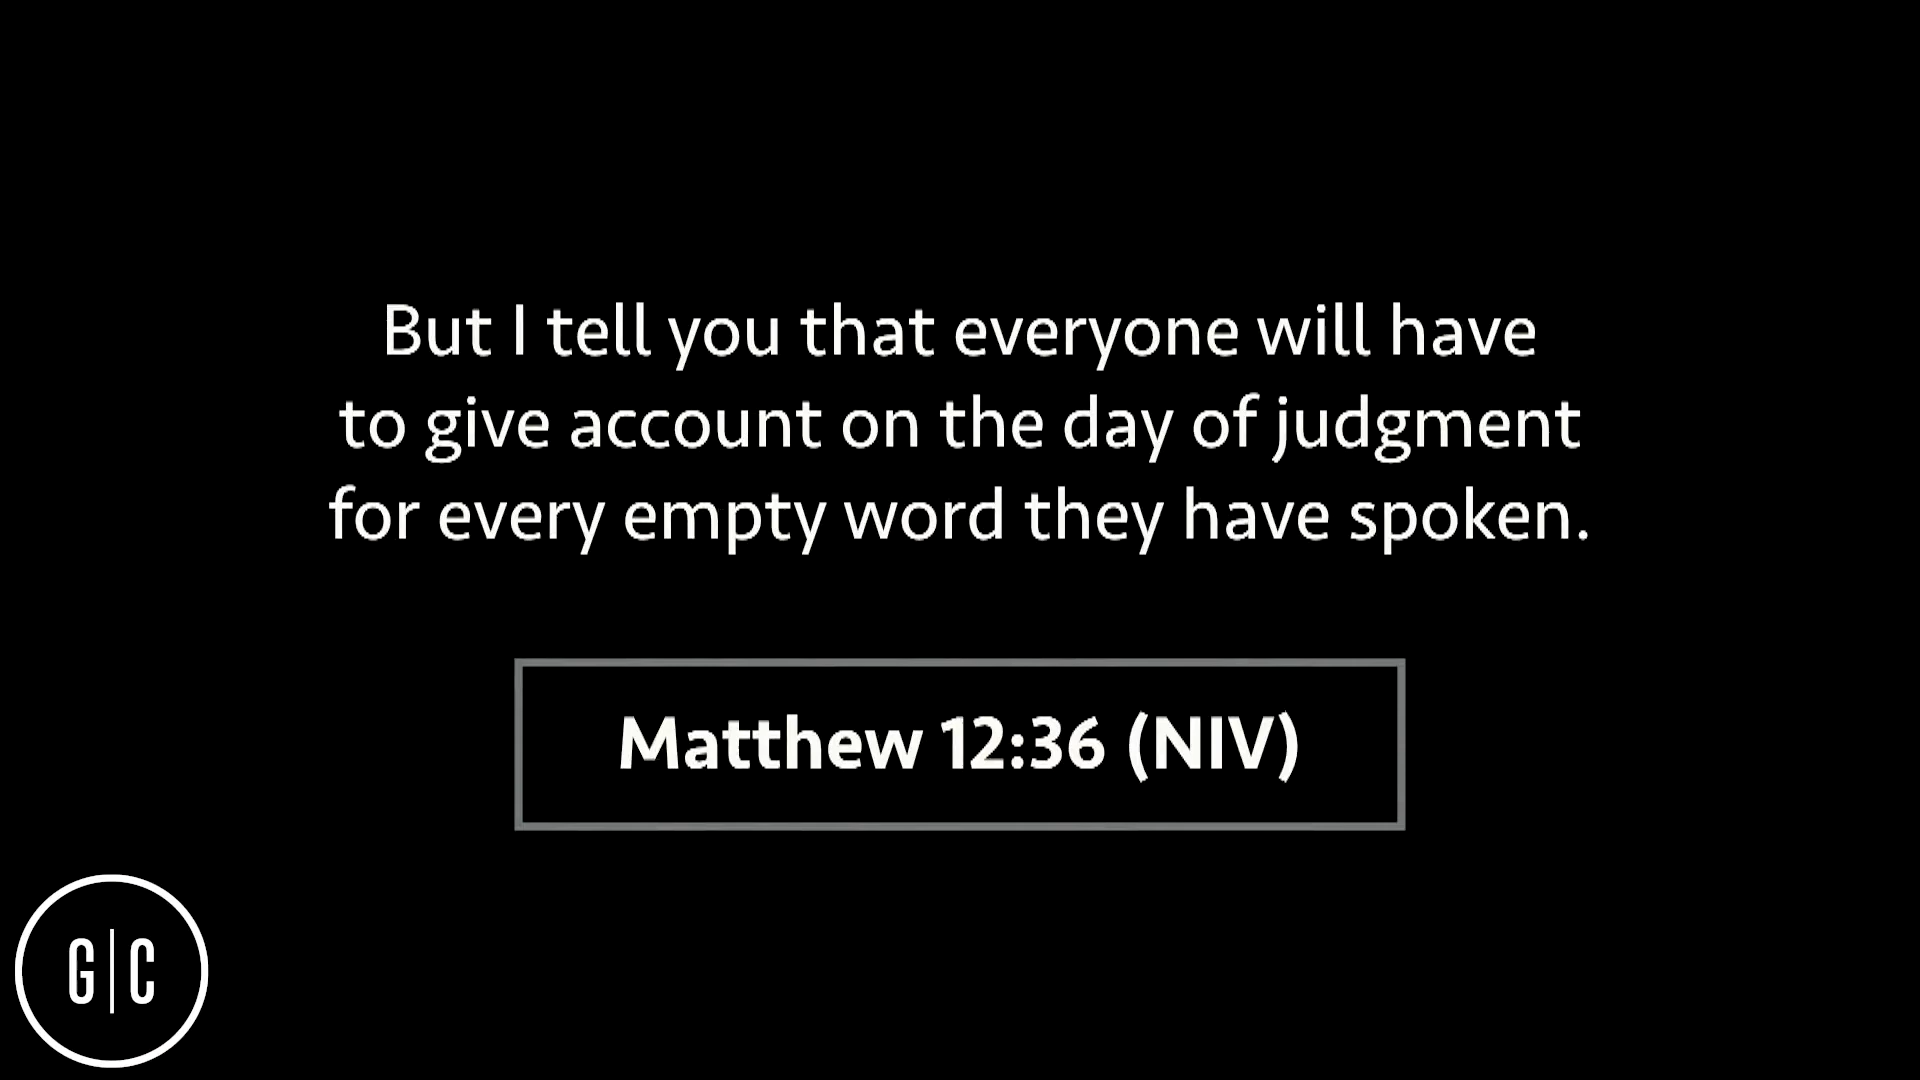 But I tell you that everyone will have
to give account on the day of judgment
for every empty word they have spoken.
Matthew 12:36 (NIV)
G|C